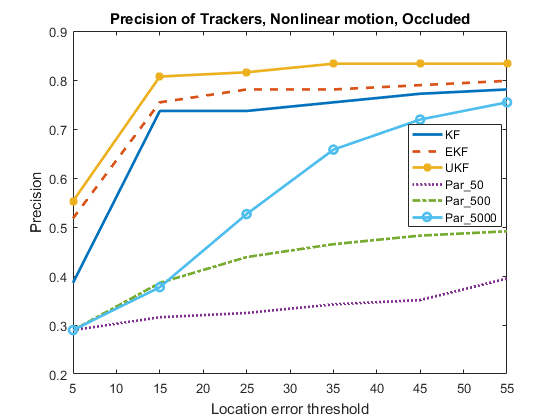 Precision of Trackers, Nonlinear motion, Occluded
0.9
0.8
0.7
0.6
0.5
0.4
0.3
0.2
Precision
KF
EKF
UKF
Par_50
Par_500
Par_5000
5 10 15 20 25 30 35 40 45 50 55
Location error threshold